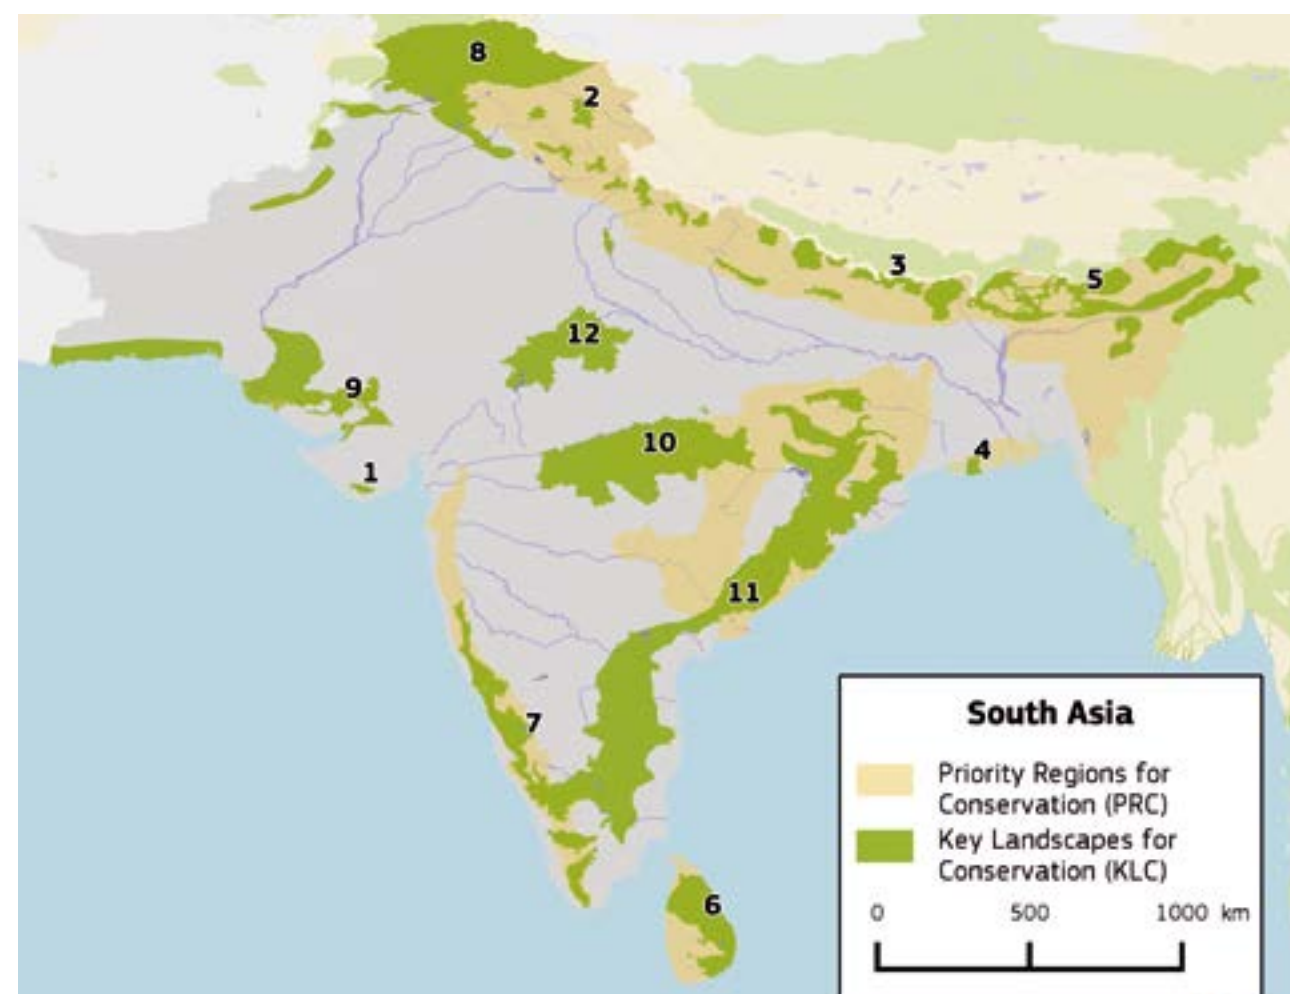 8
2
3
5
12
9
10
1
4
11
7
6
South Asia
Priority Regions for
Conservation (PRC)
Key Landscapes for
Conservation (KLC)
0 500 1000 km